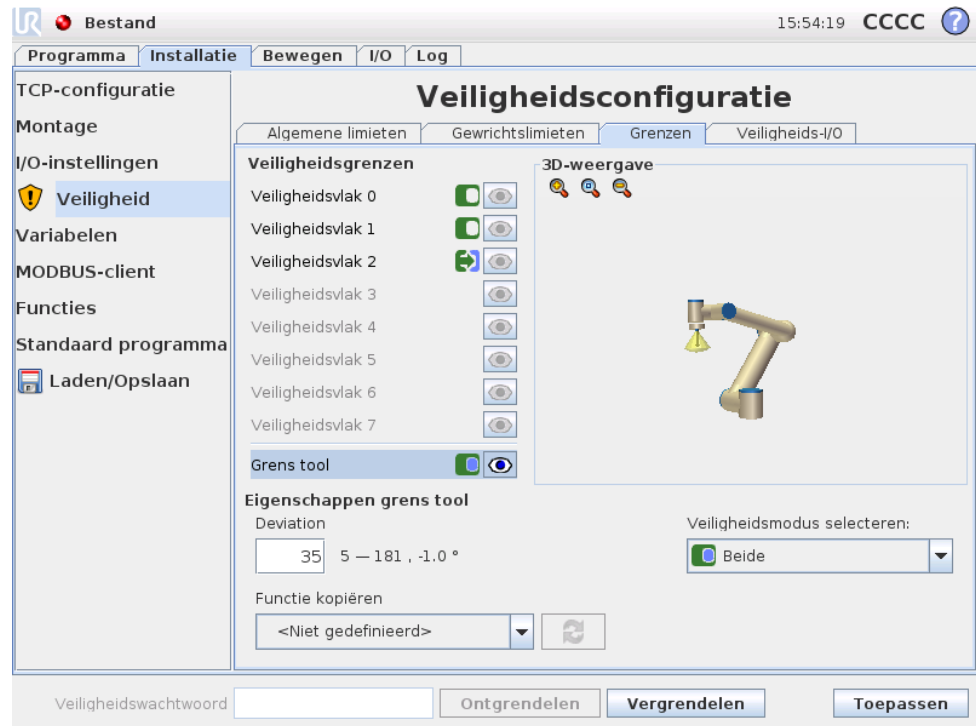 UR Bestand 15:54:19 CCCC ?
Programma Installatie Bewegen I/O Log
TCP-configuratie
Montage
I/O-instellingen
Veiligheid
Variabelen
MODBUS-client
Functies
Standaard programma
Laden/Opslaan
Veiligheidsconfiguratie
Algemene limieten Gewrichtslimieten Grenzen Veiligheids-I/O
Veiligheidsgrenzen
Veiligheidsvlak 0
Veiligheidsvlak 1
Veiligheidsvlak 2
Veiligheidsvlak 3
Veiligheidsvlak 4
Veiligheidsvlak 5
Veiligheidsvlak 6
Veiligheidsvlak 7
Grens tool
3D-weergave
Eigenschappen grens tool
Deviation
35 5 — 181 , -1.0 °
Veiligheidsmodus selecteren:
Beide
Functie kopiëren
<Niet gedefinieerd>
Veiligheidswachtwoord Ontgrendelen Vergrendelen Toepassen